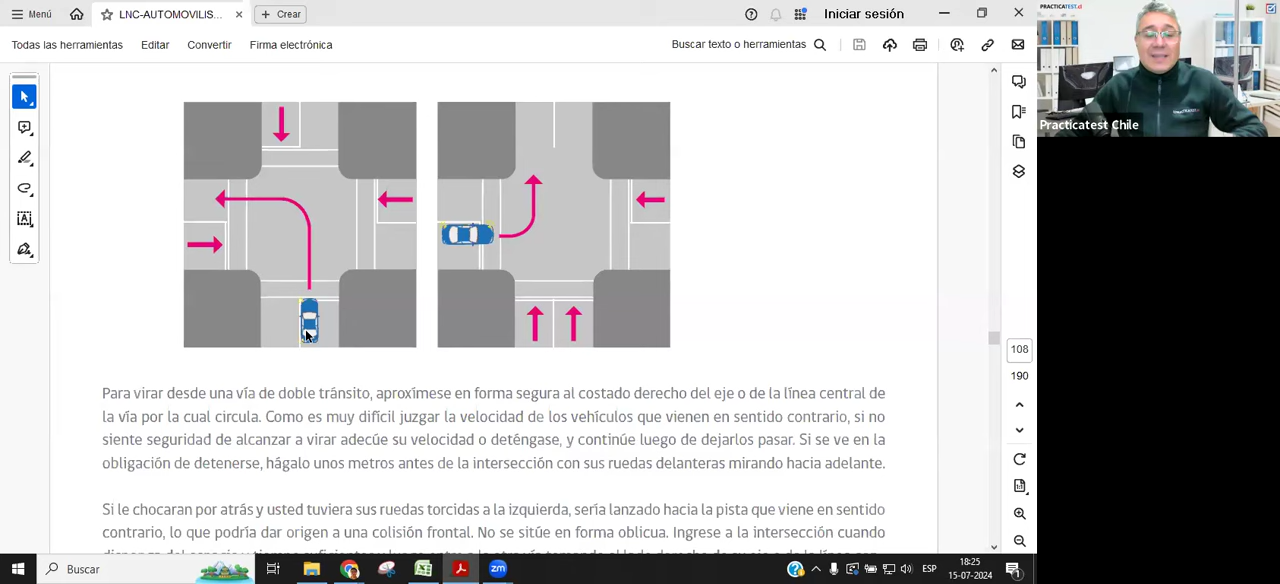 Menú
LNC-AUTOMOVILIS...
Crear
Iniciar sesión
Todas las herramientas
Editar
Convertir
Firma electrónica
Buscar texto o herramientas
PRACTICATEST.cl
Practicatest Chile
108
190
Para virar desde una vía de doble tránsito, aproxímese en forma segura al costado derecho del eje o de la línea central de
la vía por la cual circula. Como es muy difícil juzgar la velocidad de los vehículos que vienen en sentido contrario, si no
siente seguridad de alcanzar a virar adecúe su velocidad o deténgase, y continúe luego de dejarlos pasar. Si se ve en la
obligación de detenerse, hágalo unos metros antes de la intersección con sus ruedas delanteras mirando hacia adelante.
Si le chocaran por atrás y usted tuviera sus ruedas torcidas a la izquierda, sería lanzado hacia la pista que viene en sentido
contrario, lo que podría dar origen a una colisión frontal. No se sitúe en forma oblicua. Ingrese a la intersección cuando
Buscar
zm
ESP
18:25
15-07-2024
1